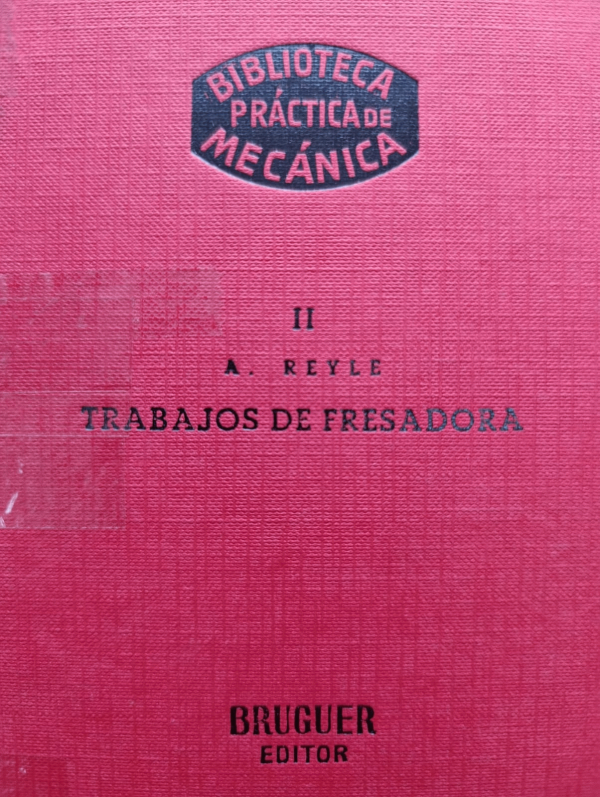 BIBLIOTECA
PRÁCTICA DE
MECÁNICA
II
A. REYLE
TRABAJOS DE FRESADORA
BRUGUER
EDITOR